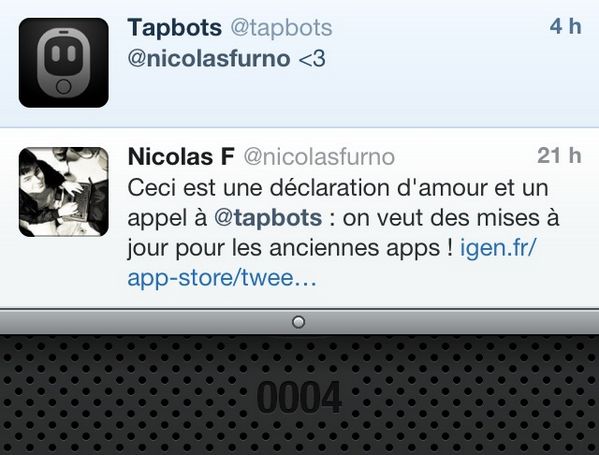 Tapbots @tapbots 4 h
@nicolasfurno <3
Nicolas F @nicolasfurno 21 h
Ceci est une déclaration d'amour et un
appel à @tapbots : on veut des mises à
jour pour les anciennes apps ! igen.fr/
app-store/twee…
0004